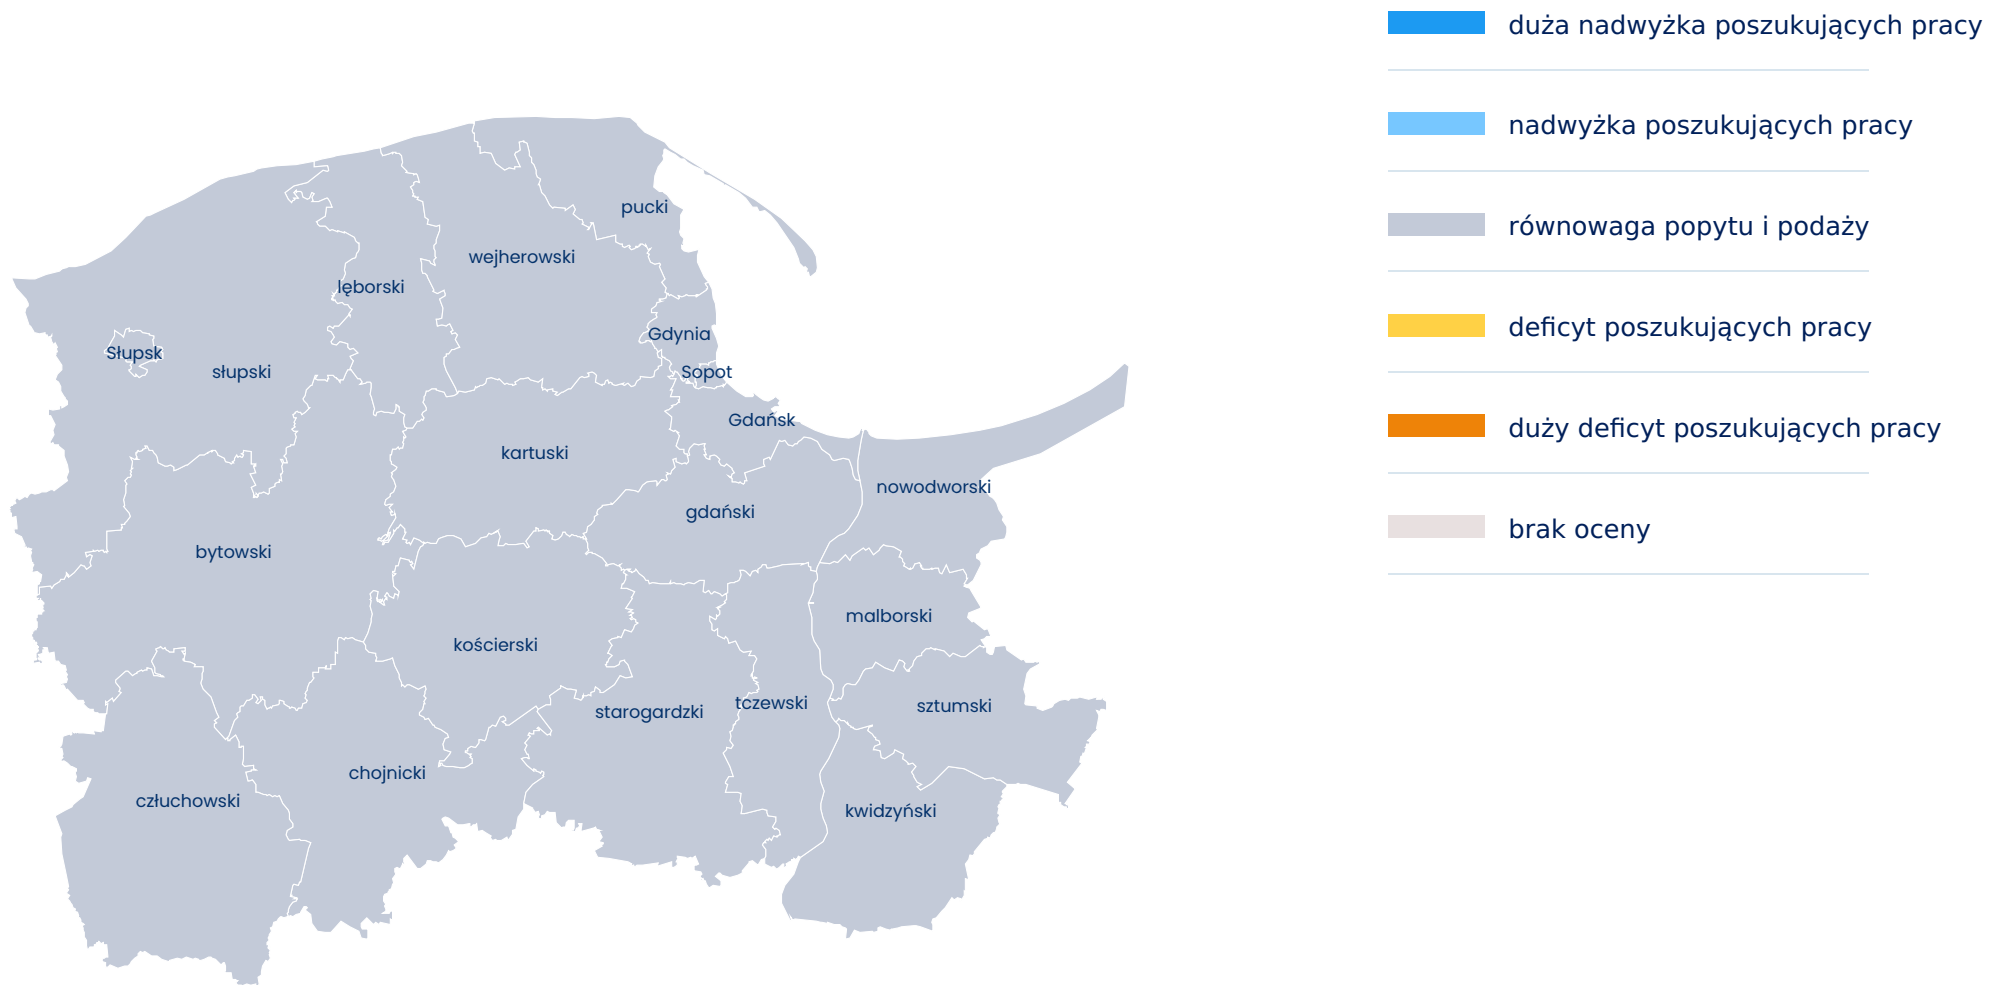 duża nadwyżka poszukujących pracy
nadwyżka poszukujących pracy
równowaga popytu i podaży
deficyt poszukujących pracy
duży deficyt poszukujących pracy
brak oceny
pucki
wejherowski
lęborski
Gdynia
Słupsk
słupski
Sopot
Gdańsk
kartuski
nowodworski
gdański
bytowski
malborski
kościerski
tczewski
sztumski
starogardzki
chojnicki
człuchowski
kwidzyński